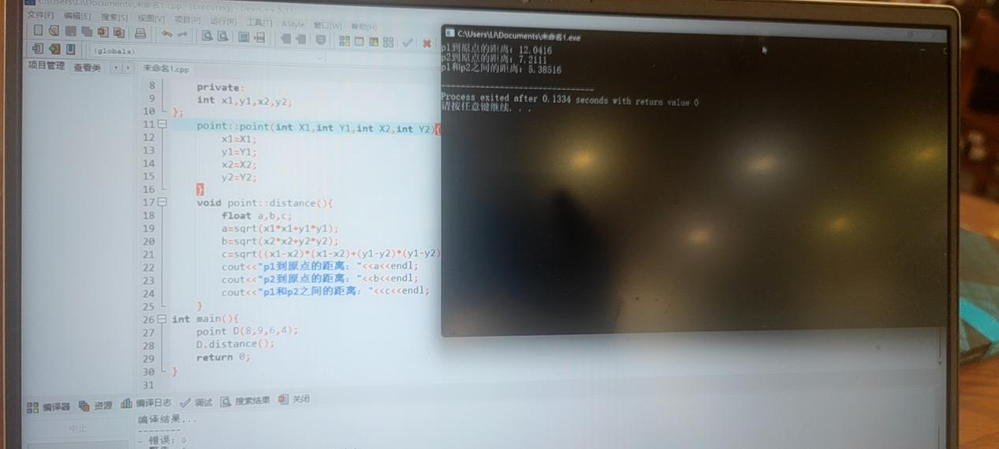 C:\Users\Li\Documents\未命名1.cpp - [Executing] - Dev-C++ 5.11
文件[F] 编辑[E] 搜索[S] 视图[V] 项目[P] 运行[R] 工具[T] AStyle 窗口[W] 帮助[H]
(globals)
项目管理 查看类
未命名1.cpp
8 private:
9 int x1,y1,x2,y2;
10 };
11 point::point(int X1,int Y1,int X2,int Y2){
12 x1=X1;
13 y1=Y1;
14 x2=X2;
15 y2=Y2;
16 }
17 void point::distance(){
18 float a,b,c;
19 a=sqrt(x1*x1+y1*y1);
20 b=sqrt(x2*x2+y2*y2);
21 c=sqrt((x1-x2)*(x1-x2)+(y1-y2)*(y1-y2)
22 cout<<"p1到原点的距离："<<a<<endl;
23 cout<<"p2到原点的距离："<<b<<endl;
24 cout<<"p1和p2之间的距离："<<c<<endl;
25 }
26 int main(){
27 point D(8,9,6,4);
28 D.distance();
29 return 0;
30 }
31
编译器 资源 编译日志 调试 搜索结果 关闭
中止
编译结果...
--------
- 错误：0
C:\Users\Li\Documents\未命名1.exe
p1到原点的距离：12.0416
p2到原点的距离：7.2111
p1和p2之间的距离：5.38516
--------------------------------
Process exited after 0.1334 seconds with return value 0
请按任意键继续. . .